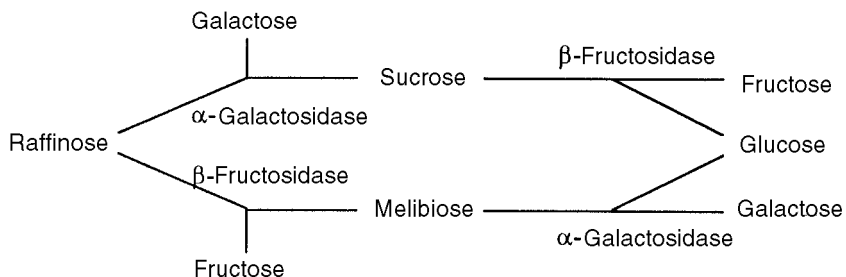 Galactose
β-Fructosidase
Sucrose
Fructose
α-Galactosidase
Raffinose
Glucose
β-Fructosidase
Melibiose
Galactose
α-Galactosidase
Fructose